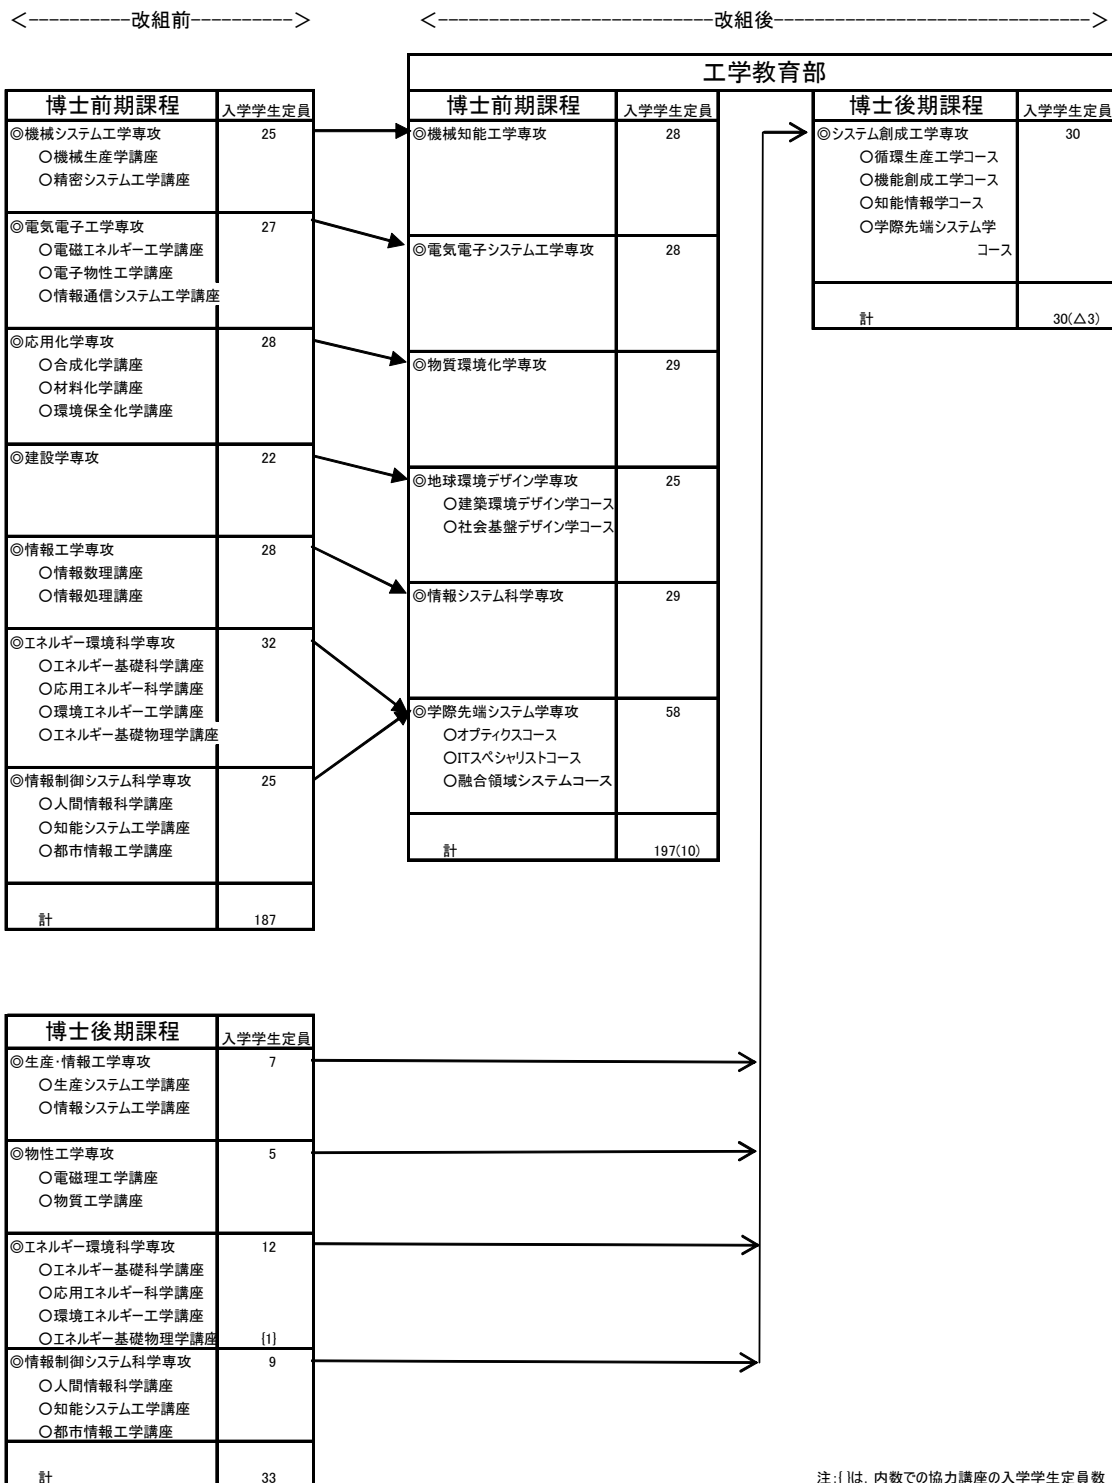 <----------改組前---------->
<---------------------------改組後------------------------------>
博士前期課程 入学学生定員
◎機械システム工学専攻 25
○機械生産学講座
○精密システム工学講座
◎電気電子工学専攻 27
○電磁エネルギー工学講座
○電子物性工学講座
○情報通信システム工学講座
◎応用化学専攻 28
○合成化学講座
○材料化学講座
○環境保全化学講座
◎建設学専攻 22
◎情報工学専攻 28
○情報数理講座
○情報処理講座
◎エネルギー環境科学専攻 32
○エネルギー基礎科学講座
○応用エネルギー科学講座
○環境エネルギー工学講座
○エネルギー基礎物理学講座
◎情報制御システム科学専攻 25
○人間情報科学講座
○知能システム工学講座
○都市情報工学講座
計 187
工学教育部
博士前期課程 入学学生定員
◎機械知能工学専攻 28
◎電気電子システム工学専攻 28
◎物質環境化学専攻 29
◎地球環境デザイン学専攻 25
○建築環境デザイン学コース
○社会基盤デザイン学コース
◎情報システム科学専攻 29
◎学際先端システム学専攻 58
○オプティクスコース
○ITスペシャリストコース
○融合領域システムコース
計 197(10)
博士後期課程 入学学生定員
◎システム創成工学専攻 30
○循環生産工学コース
○機能創成工学コース
○知能情報学コース
○学際先端システム学
コース
計 30(△3)
博士後期課程 入学学生定員
◎生産・情報工学専攻 7
○生産システム工学講座
○情報システム工学講座
◎物性工学専攻 5
○電磁理工学講座
○物質工学講座
◎エネルギー環境科学専攻 12
○エネルギー基礎科学講座
○応用エネルギー科学講座
○環境エネルギー工学講座
○エネルギー基礎物理学講座 {1}
◎情報制御システム科学専攻 9
○人間情報科学講座
○知能システム工学講座
○都市情報工学講座
計 33
注:{ }は,内数での協力講座の入学学生定員数